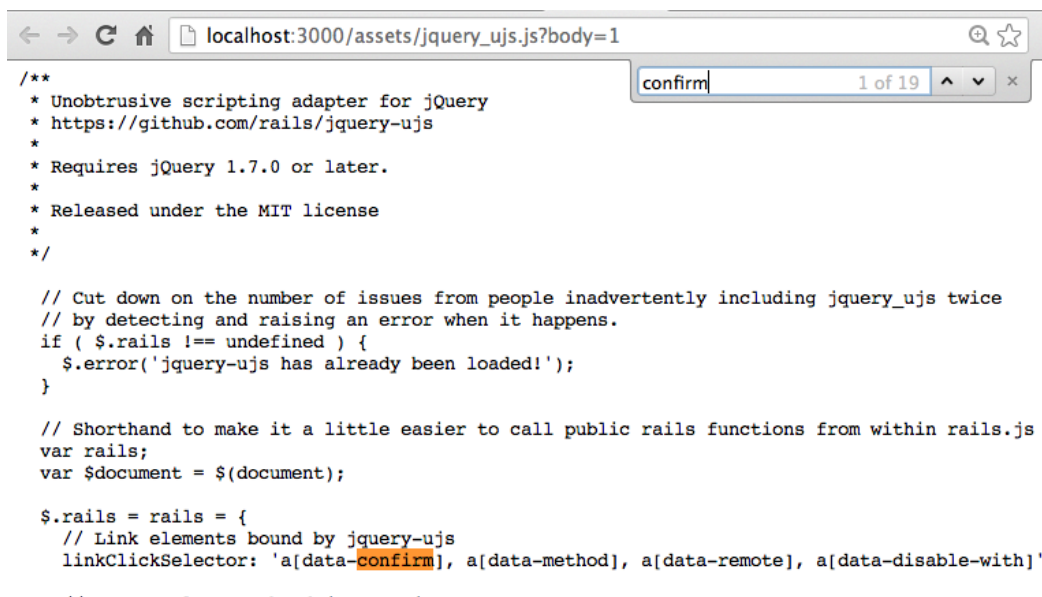 localhost:3000/assets/jquery_ujs.js?body=1
confirm 1 of 19
/**
 * Unobtrusive scripting adapter for jQuery
 * https://github.com/rails/jquery-ujs
 *
 * Requires jQuery 1.7.0 or later.
 *
 * Released under the MIT license
 *
 */
// Cut down on the number of issues from people inadvertently including jquery_ujs twice
// by detecting and raising an error when it happens.
if ( $.rails !== undefined ) {
  $.error('jquery-ujs has already been loaded!');
}
// Shorthand to make it a little easier to call public rails functions from within rails.js
var rails;
var $document = $(document);
$.rails = rails = {
  // Link elements bound by jquery-ujs
  linkClickSelector: 'a[data-confirm], a[data-method], a[data-remote], a[data-disable-with]'